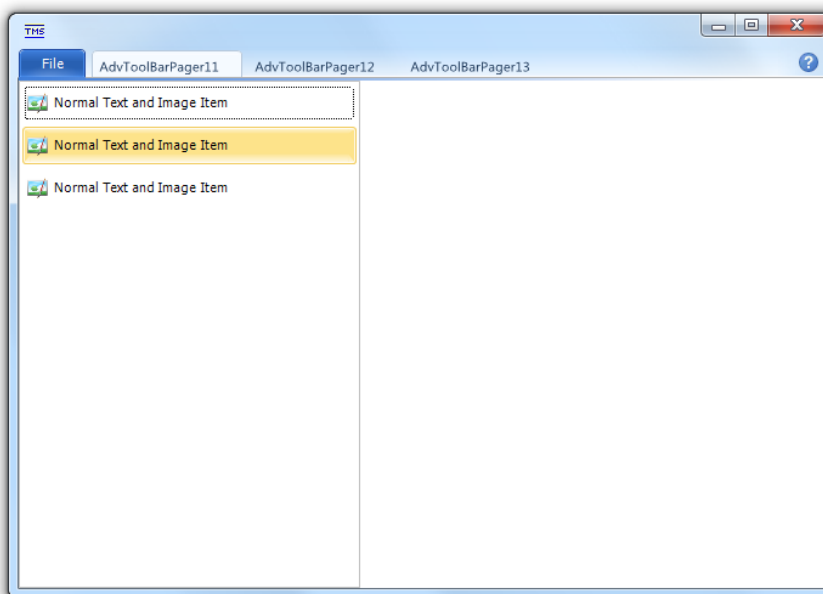 TMS
File AdvToolBarPager11 AdvToolBarPager12 AdvToolBarPager13 ?
Normal Text and Image Item
Normal Text and Image Item
Normal Text and Image Item